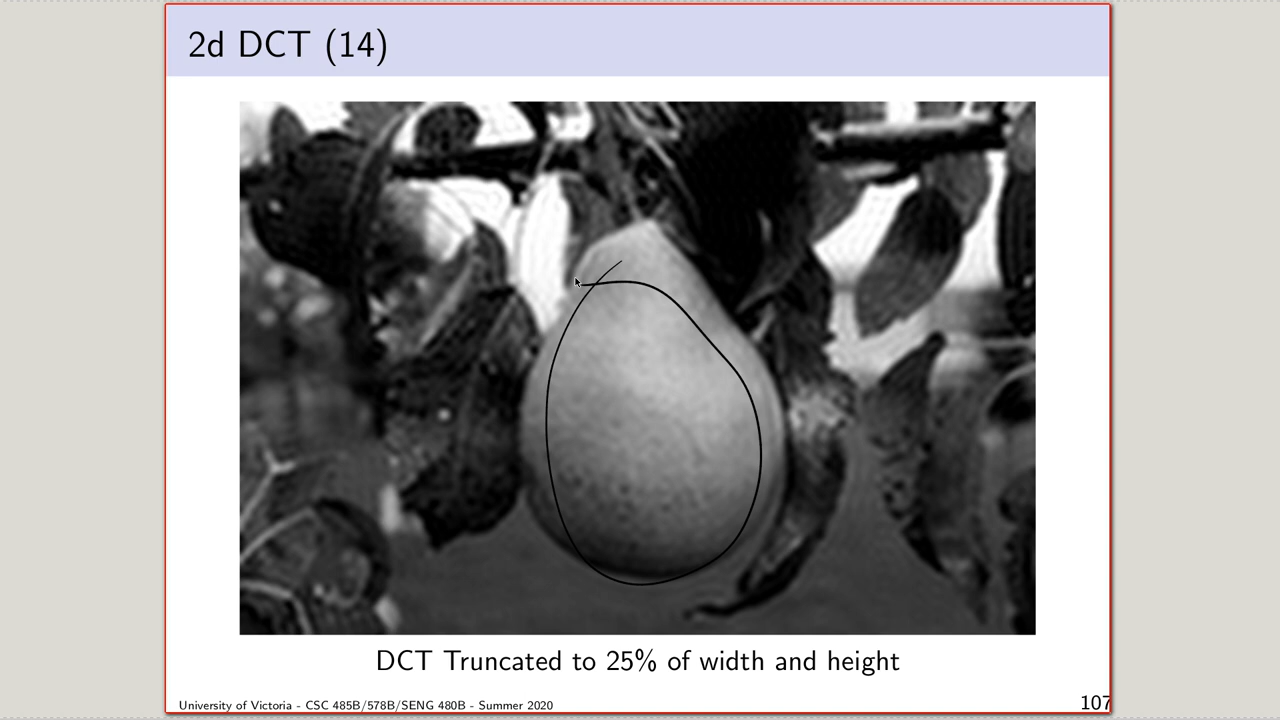 2d DCT (14)
DCT Truncated to 25% of width and height
University of Victoria - CSC 485B/578B/SENG 480B - Summer 2020
107